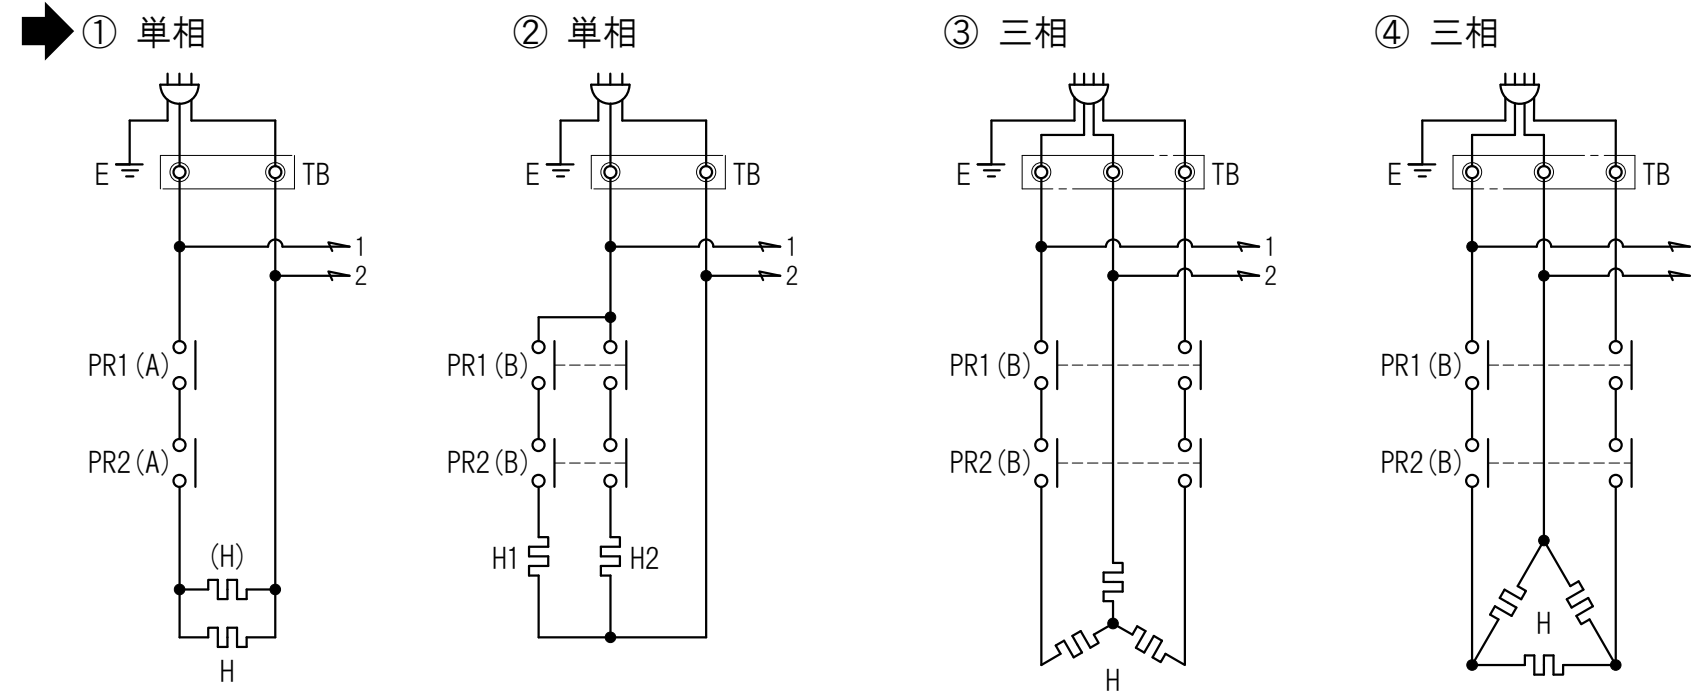 ① 単相
E
TB
1
2
PR1(A)
PR2(A)
(H)
H
② 単相
E
TB
1
2
PR1(B)
PR2(B)
H1
H2
③ 三相
E
TB
1
2
PR1(B)
PR2(B)
H
④ 三相
E
TB
PR1(B)
PR2(B)
H